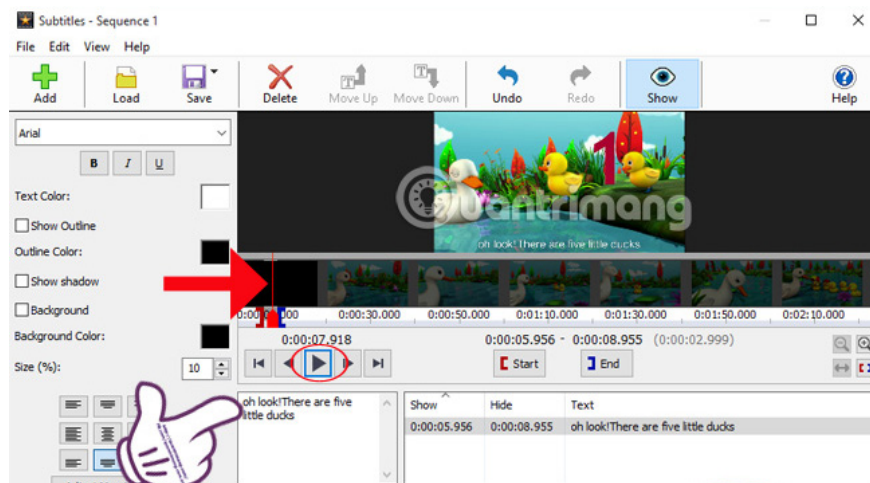 Subtitles - Sequence 1
File Edit View Help
Add Load Save Delete Move Up Move Down Undo Redo Show Help
Arial
B I U
Text Color:
Show Outline
Outline Color:
Show shadow
Background
Background Color:
Size (%): 10
1
uantrimang
oh look! There are five little ducks
0:00:30.000 0:00:50.000 0:01:10.000 0:01:30.000 0:01:50.000 0:02:10.000
0:00:07.918 0:00:05.956 - 0:00:08.955 (0:00:02.999)
Start End
oh look!There are five
little ducks
Show Hide Text
0:00:05.956 0:00:08.955 oh look!There are five little ducks